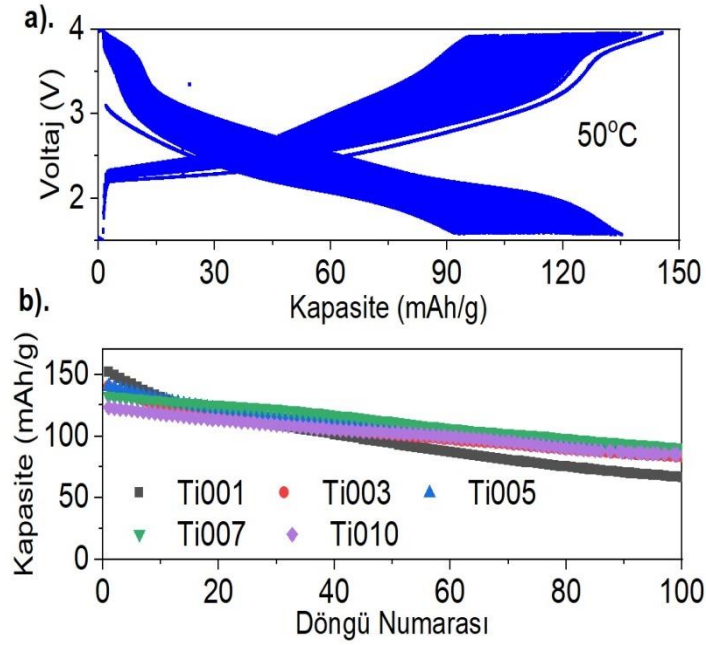 a).
4
3
2
Voltaj (V)
50°C
0 30 60 90 120 150
Kapasite (mAh/g)
b).
150
100
50
0
Kapasite (mAh/g)
Ti001 Ti003 Ti005
Ti007 Ti010
0 20 40 60 80 100
Döngü Numarası